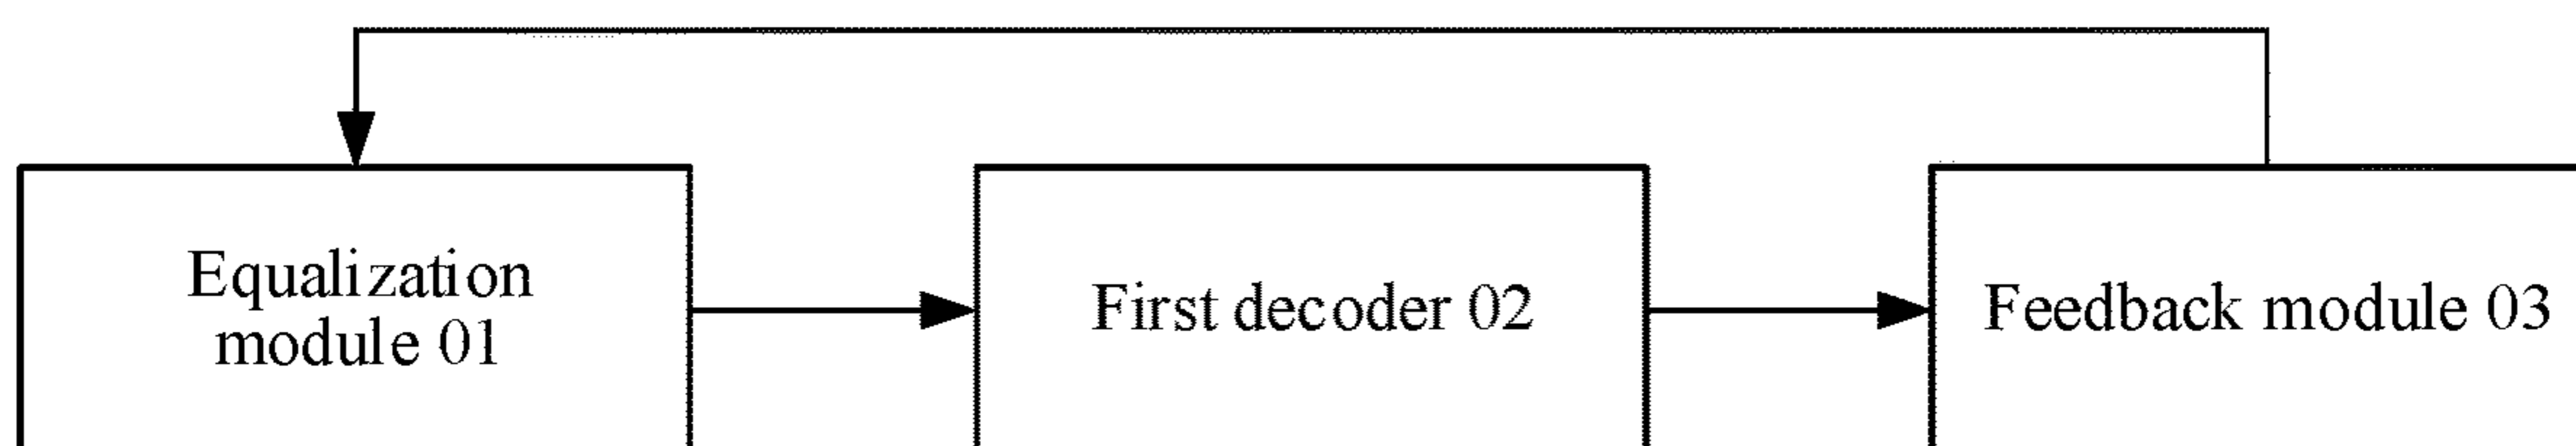 Equalization
module 01
First decoder 02
Feedback module 03